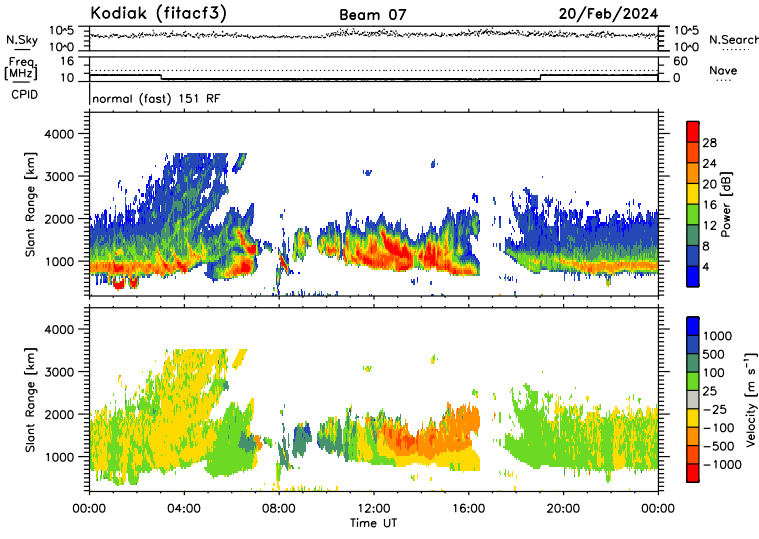 Kodiak (fitacf3) Beam 07 20/Feb/2024
N.Sky 10^5 10^0 10^5 10^0 N.Search
Freq. [MHz] 16 10 60 0 Nave
CPID normal (fast) 151 RF
Slant Range [km] 4000 3000 2000 1000
28 24 20 16 12 8 4 Power [dB]
Slant Range [km] 4000 3000 2000 1000
1000 500 100 25 -25 -100 -500 -1000 Velocity [m s^-1]
00:00 04:00 08:00 12:00 16:00 20:00 00:00
Time UT